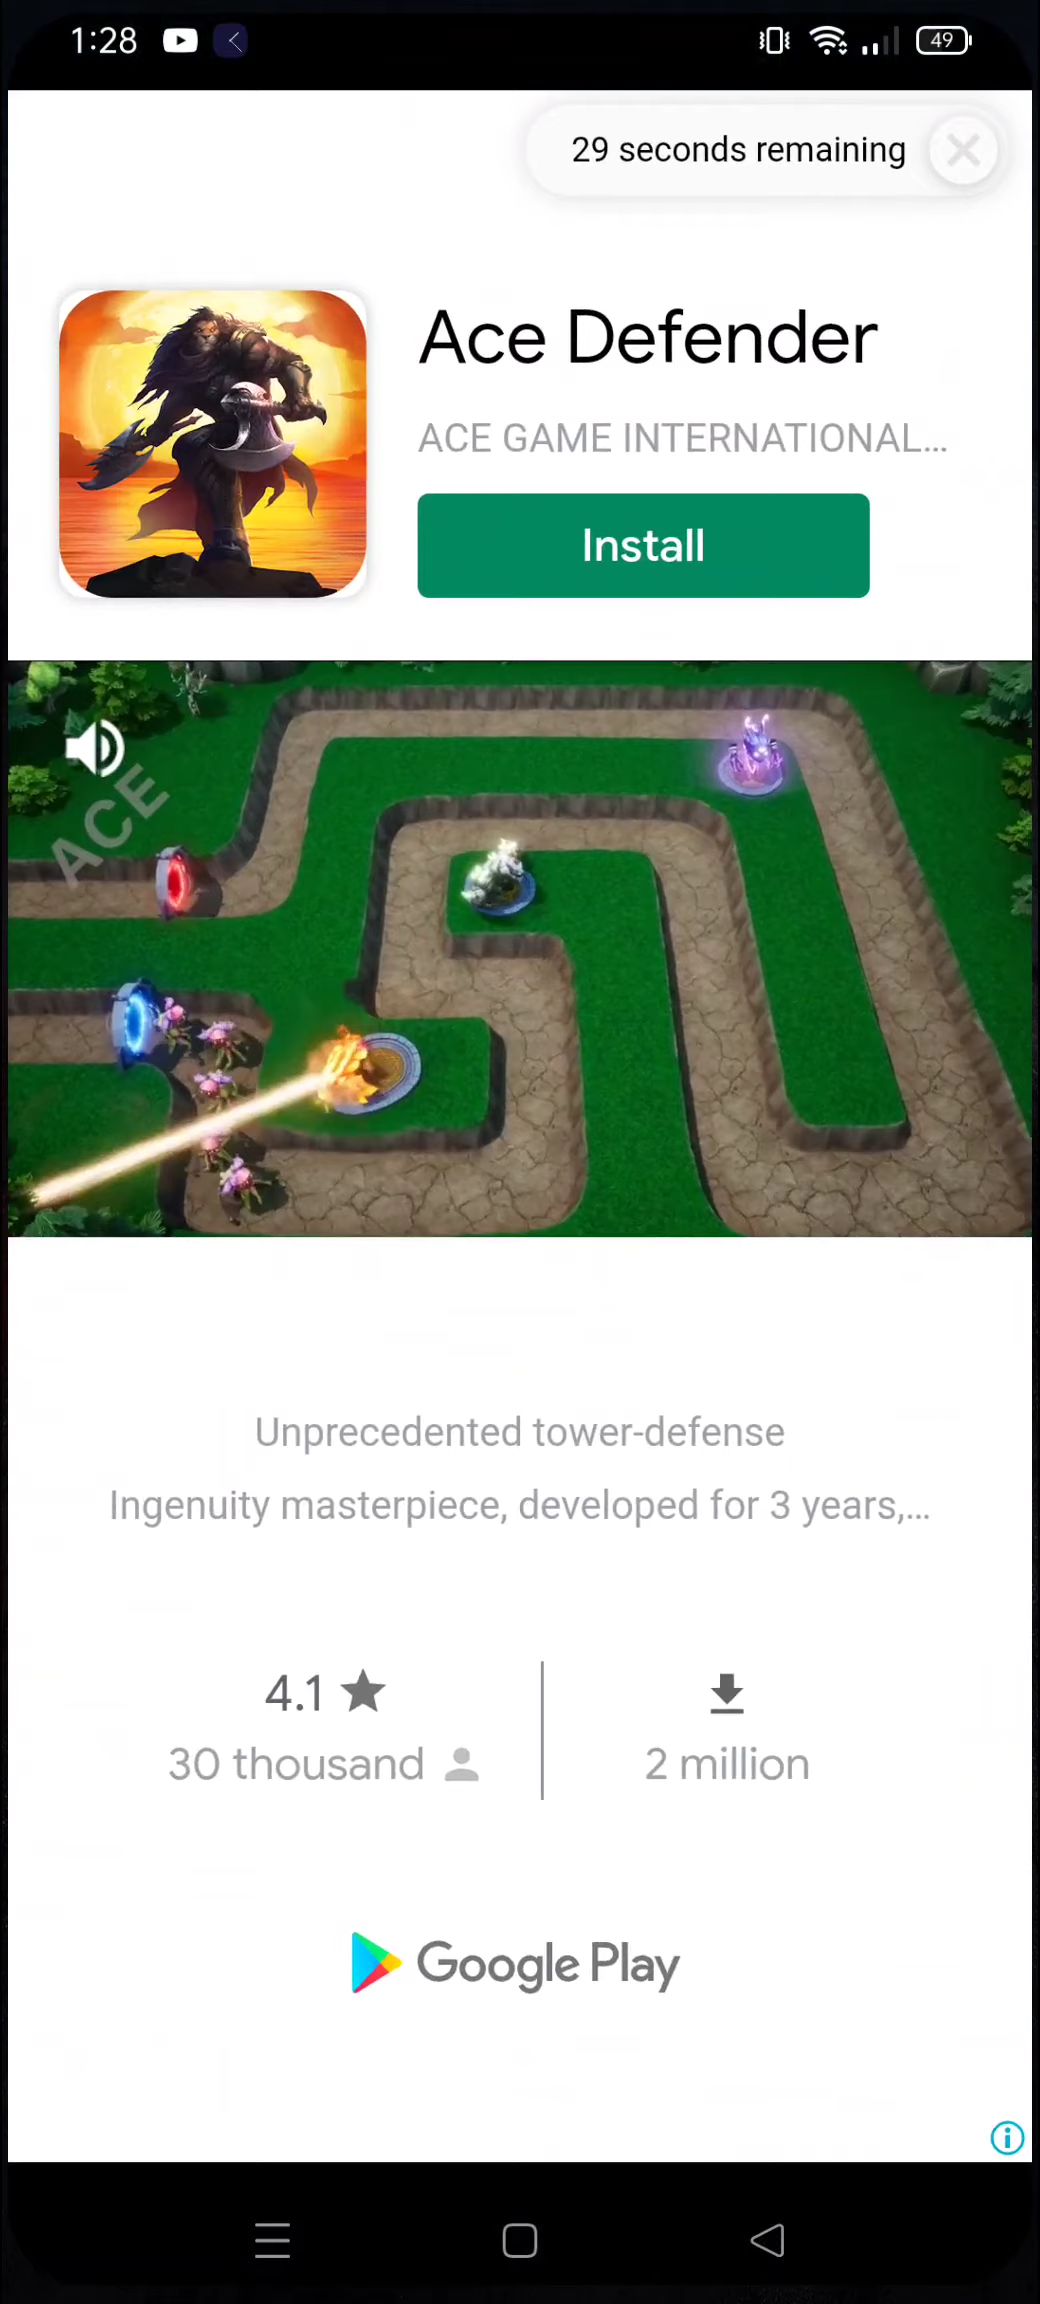 1:28
49
29 seconds remaining
Ace Defender
ACE GAME INTERNATIONAL...
Install
ACE
Unprecedented tower-defense
Ingenuity masterpiece, developed for 3 years,...
4.1
30 thousand
2 million
Google Play